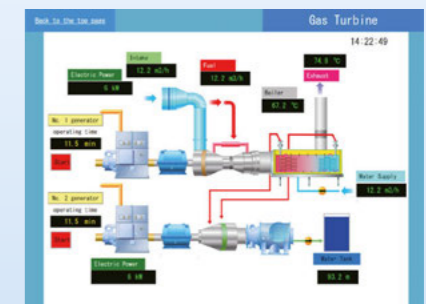 Back to the top page
Gas Turbine
14:22:49
Intake
12.2 m3/h
Fuel
12.2 m3/h
74.6 ℃
Exhaust
Electric Power
6 kW
Boiler
67.2 ℃
No. 1 generator
operating time
11.5 min
Start
Water Supply
12.2 m3/h
No. 2 generator
operating time
11.5 min
Start
Electric Power
6 kW
Water Tank
93.2 m